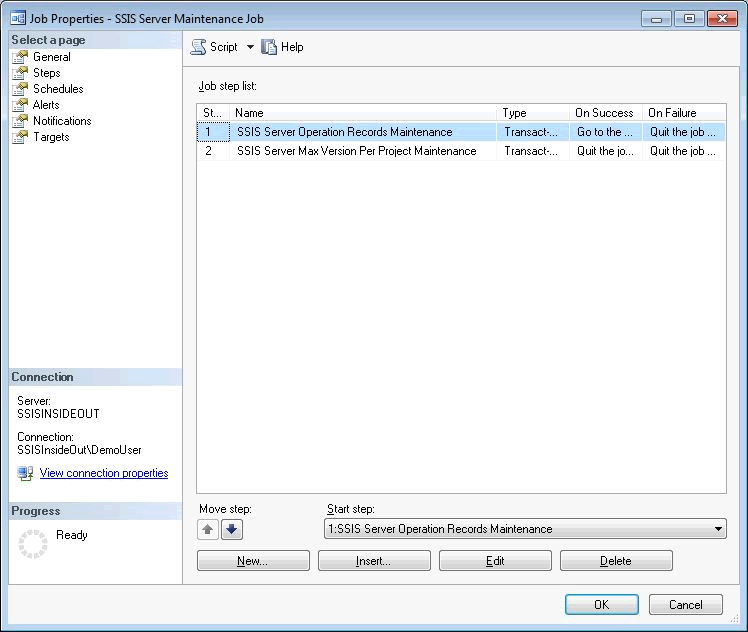 Job Properties - SSIS Server Maintenance Job
Select a page
General
Steps
Schedules
Alerts
Notifications
Targets
Script Help
Job step list:
St... Name Type On Success On Failure
1 SSIS Server Operation Records Maintenance Transact-... Go to the ... Quit the job ...
2 SSIS Server Max Version Per Project Maintenance Transact-... Quit the jo... Quit the job ...
Connection
Server:
SSISINSIDEOUT
Connection:
SSISInsideOut\DemoUser
View connection properties
Progress
Ready
Move step: Start step:
1:SSIS Server Operation Records Maintenance
New... Insert... Edit Delete
OK Cancel